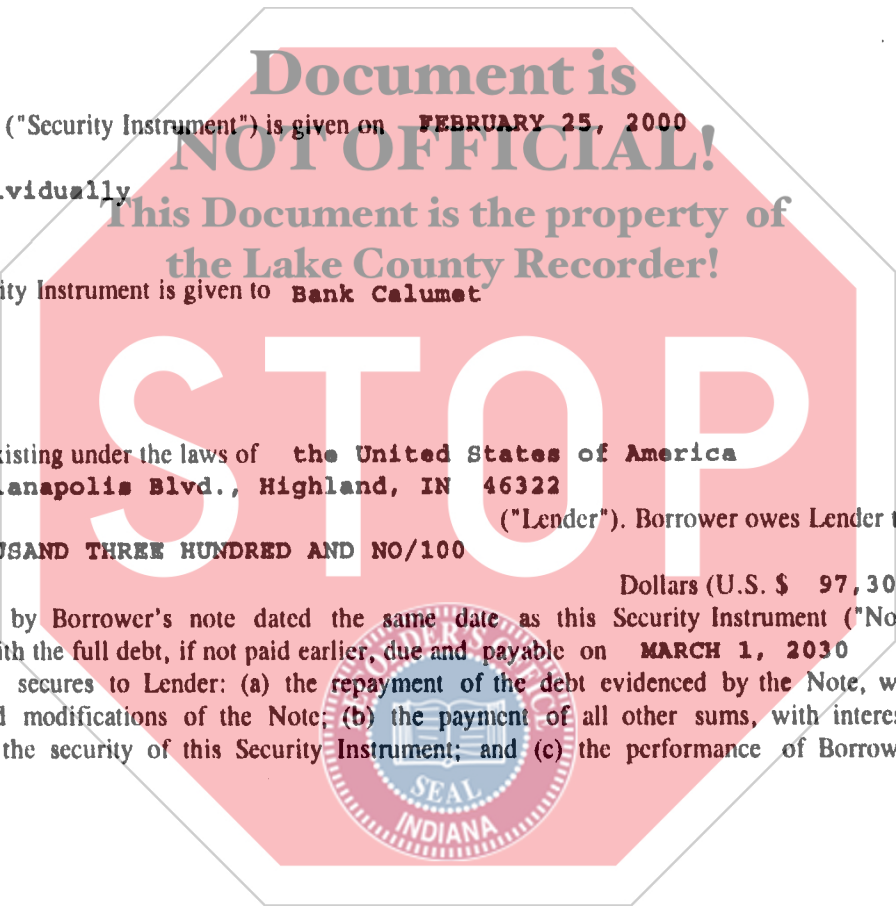 Document is
("Security Instrument") is given on FEBRUARY 25, 2000
NOT OFFICIAL!
vidually
This Document is the property of
the Lake County Recorder!
ity Instrument is given to Bank Calumet
STOP
xisting under the laws of the United States of America
anapolis Blvd., Highland, IN 46322
("Lender"). Borrower owes Lender t
USAND THREE HUNDRED AND NO/100
Dollars (U.S. $ 97,30
by Borrower's note dated the same date as this Security Instrument ("No
ith the full debt, if not paid earlier, due and payable on MARCH 1, 2030
secures to Lender: (a) the repayment of the debt evidenced by the Note, w
d modifications of the Note; (b) the payment of all other sums, with interes
the security of this Security Instrument; and (c) the performance of Borrow
RECORDER'S OFFICE
SEAL
INDIANA